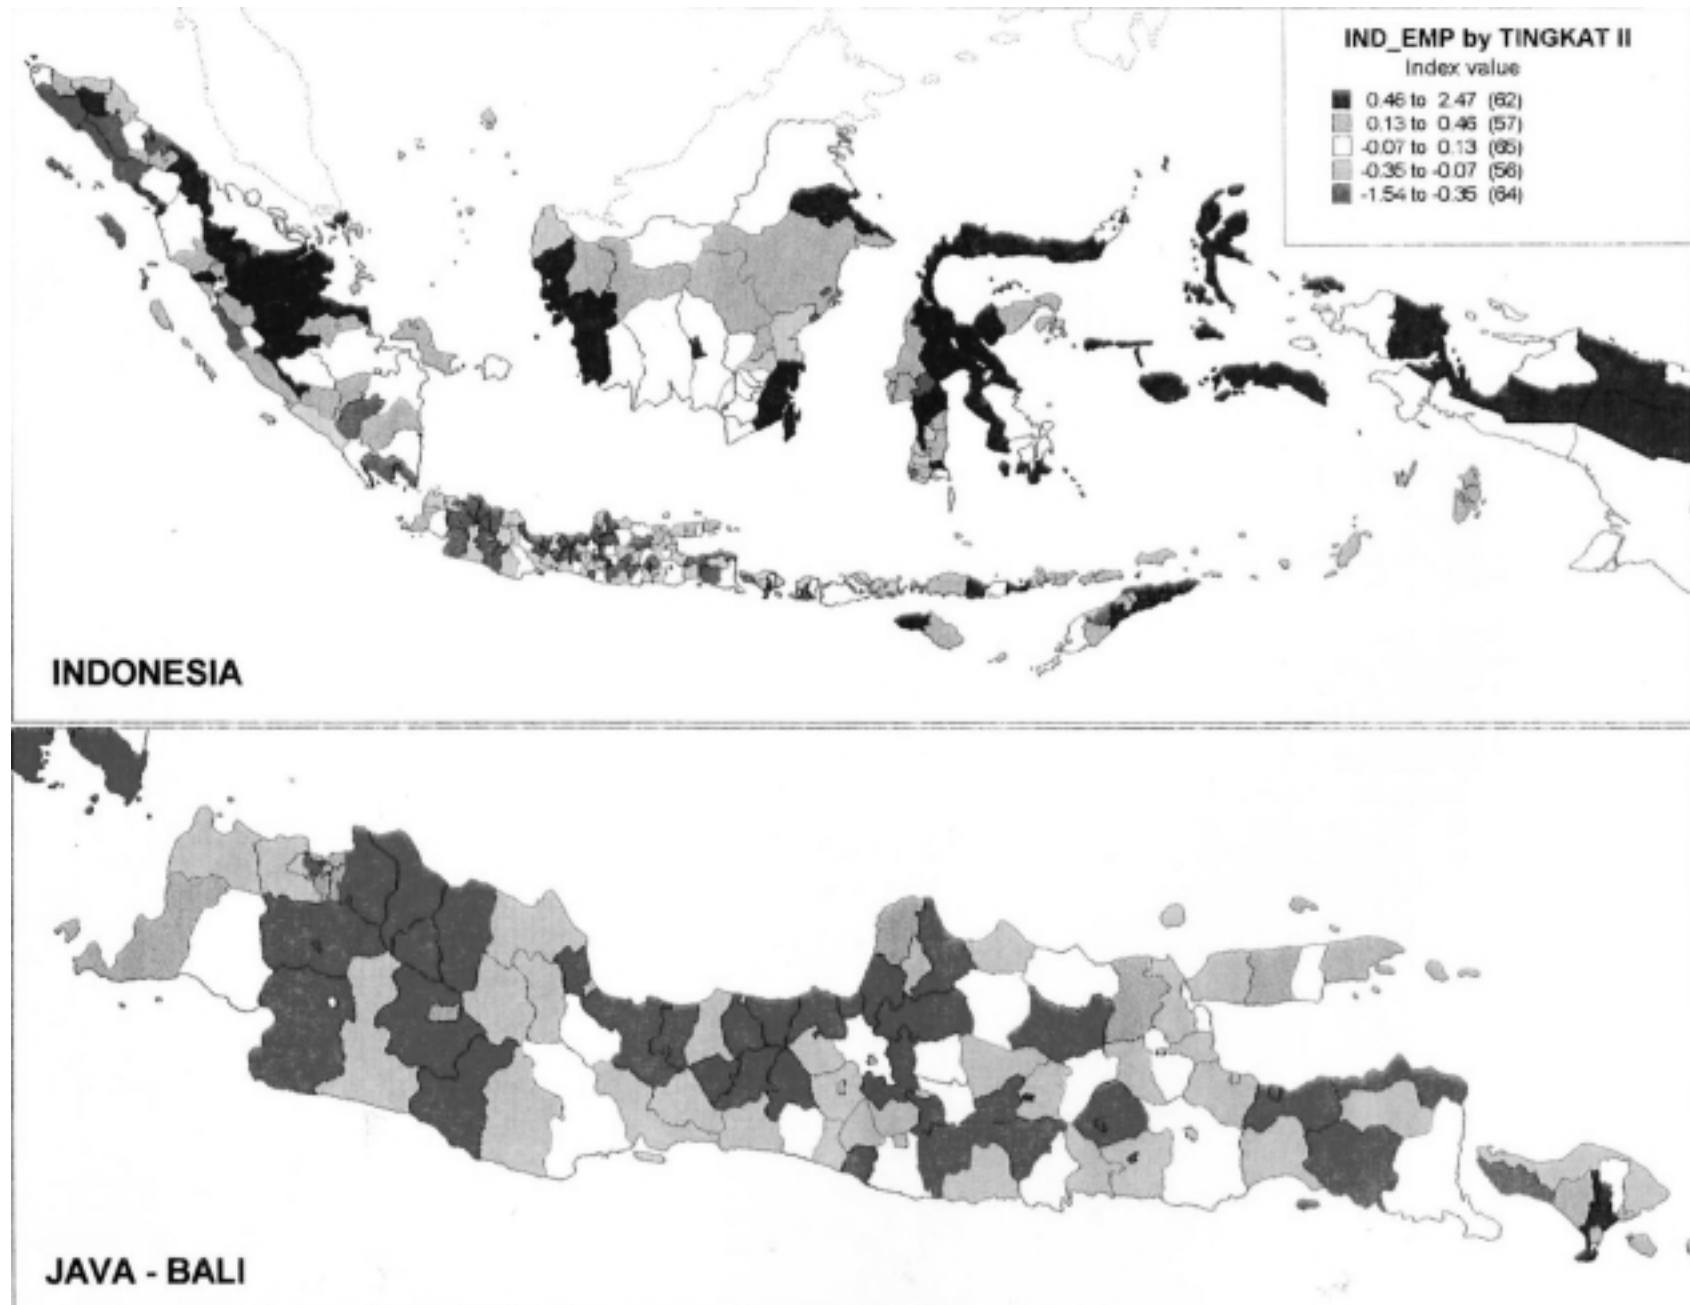 IND_EMP by TINGKAT II
Index value
0.46 to 2.47 (62)
0.13 to 0.46 (57)
-0.07 to 0.13 (65)
-0.35 to -0.07 (56)
-1.54 to -0.35 (64)
INDONESIA
JAVA - BALI